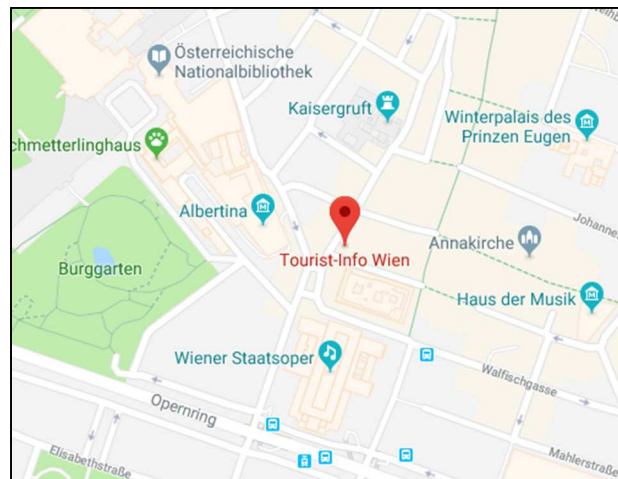 Österreichische
Nationalbibliothek
Kaisergruft
Winterpalais des
Prinzen Eugen
chmetterlinghaus
Albertina
Johannes
Tourist-Info Wien
Annakirche
Burggarten
Haus der Musik
Wiener Staatsoper
Walfischgasse
Opernring
Elisabethstraße
Mahlerstraße